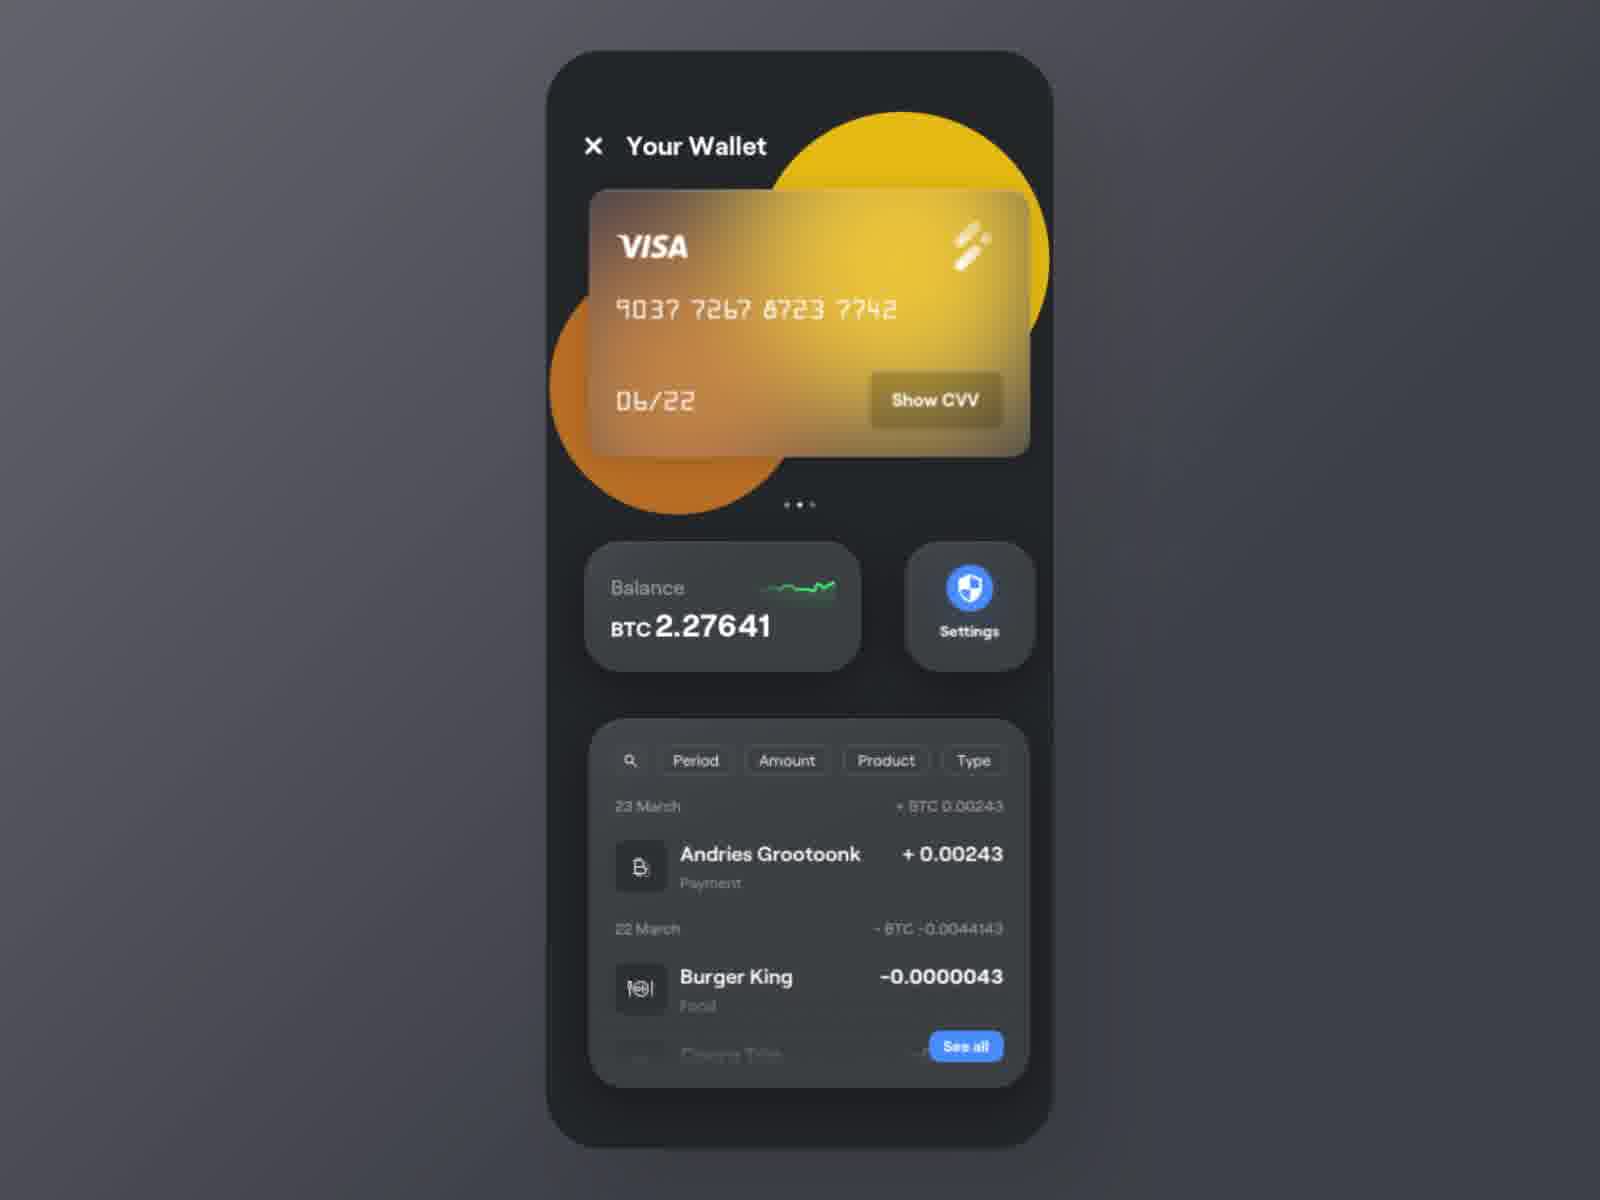 Your Wallet
VISA
9037 7267 8723 7742
06/22
Show CVV
Balance
BTC 2.27641
Settings
Period Amount Product Type
23 March + BTC 0.00243
Andries Grootoonk + 0.00243
Payment
22 March - BTC -0.0044143
Burger King -0.0000043
Food
See all